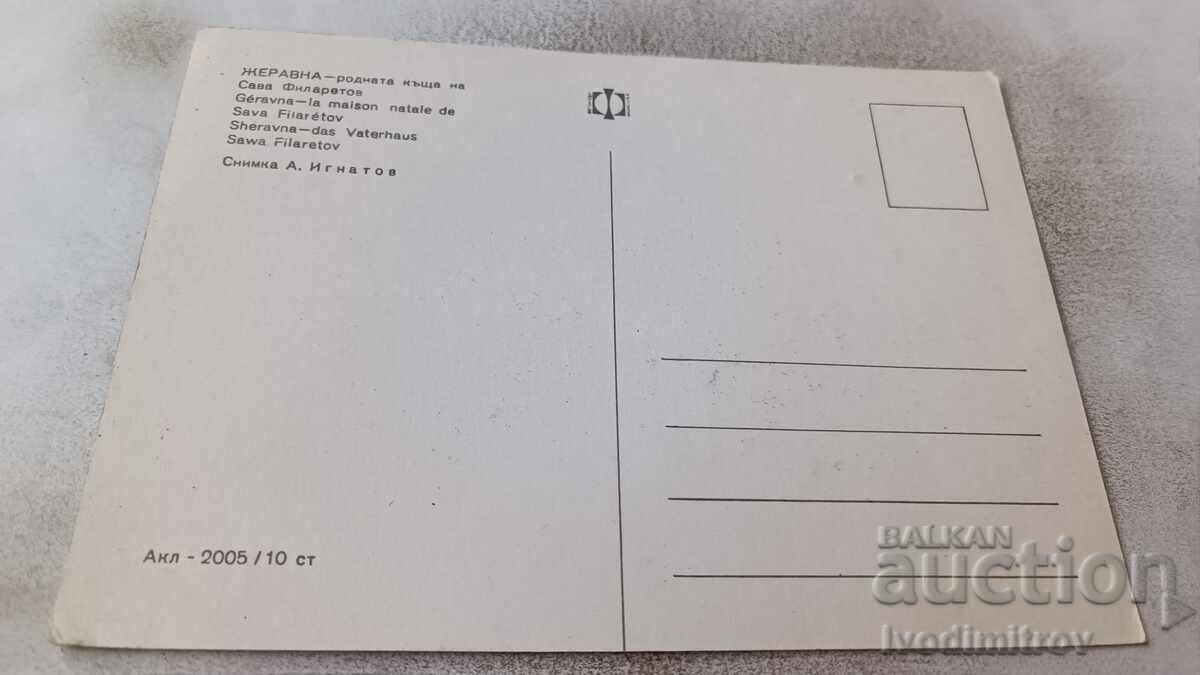 ЖЕРАВНА—родната къща на
Сава Филаретов
Géravna—la maison natale de
Sava Filarétov
Sheravna—das Vaterhaus
Sawa Filaretov
Снимка А. Игнатов
Акл - 2005 / 10 ст
BALKAN
auction
Ivodimitrov